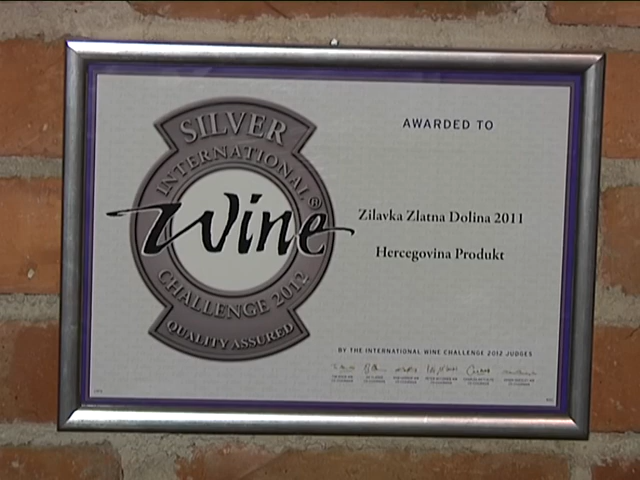 SILVER
INTERNATIONAL
Wine®
CHALLENGE 2012
QUALITY ASSURED
AWARDED TO
Zilavka Zlatna Dolina 2011
Hercegovina Produkt
BY THE INTERNATIONAL WINE CHALLENGE 2012 JUDGES